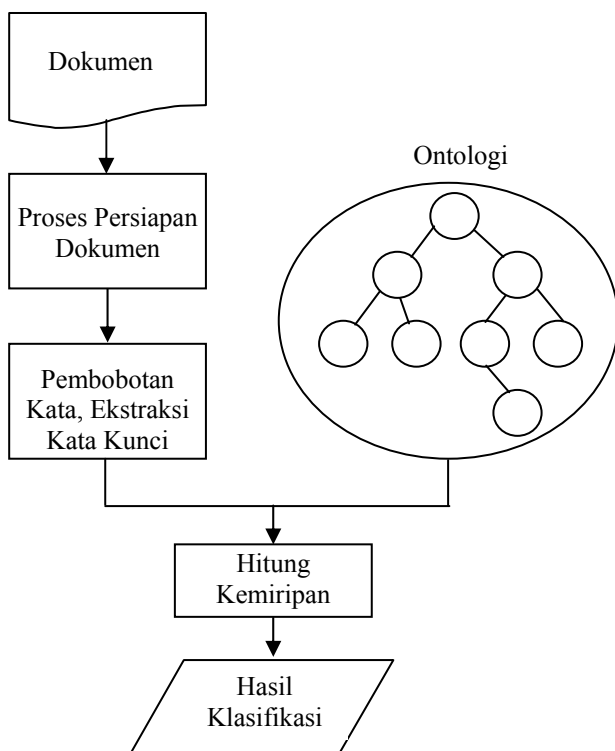 Dokumen
Proses Persiapan
Dokumen
Pembobotan
Kata, Ekstraksi
Kata Kunci
Ontologi
Hitung
Kemiripan
Hasil
Klasifikasi